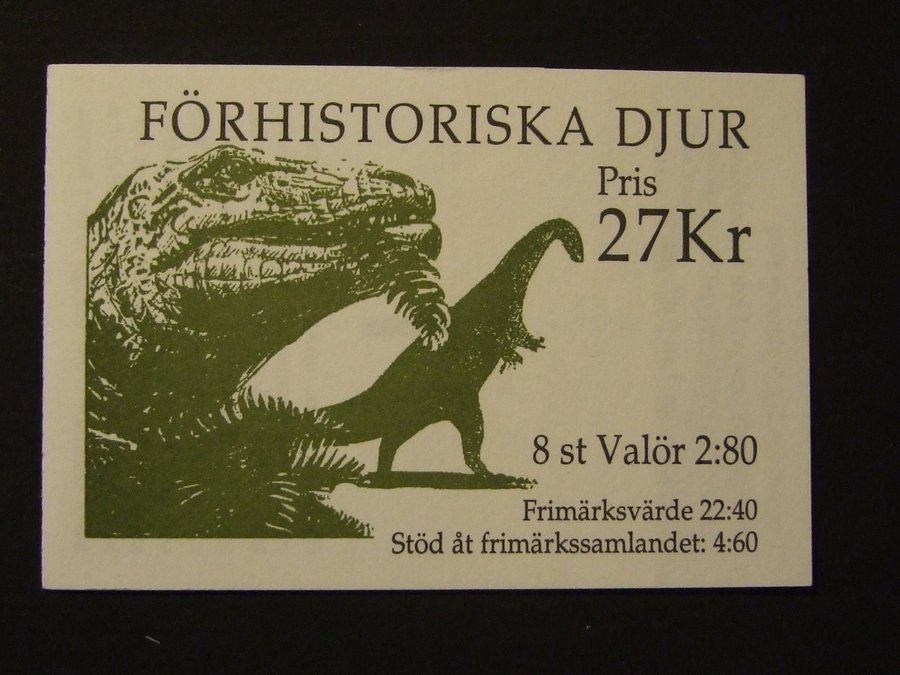 FÖRHISTORISKA DJUR
Pris
27Kr
8 st Valör 2:80
Frimärksvärde 22:40
Stöd åt frimärkssamlandet: 4:60